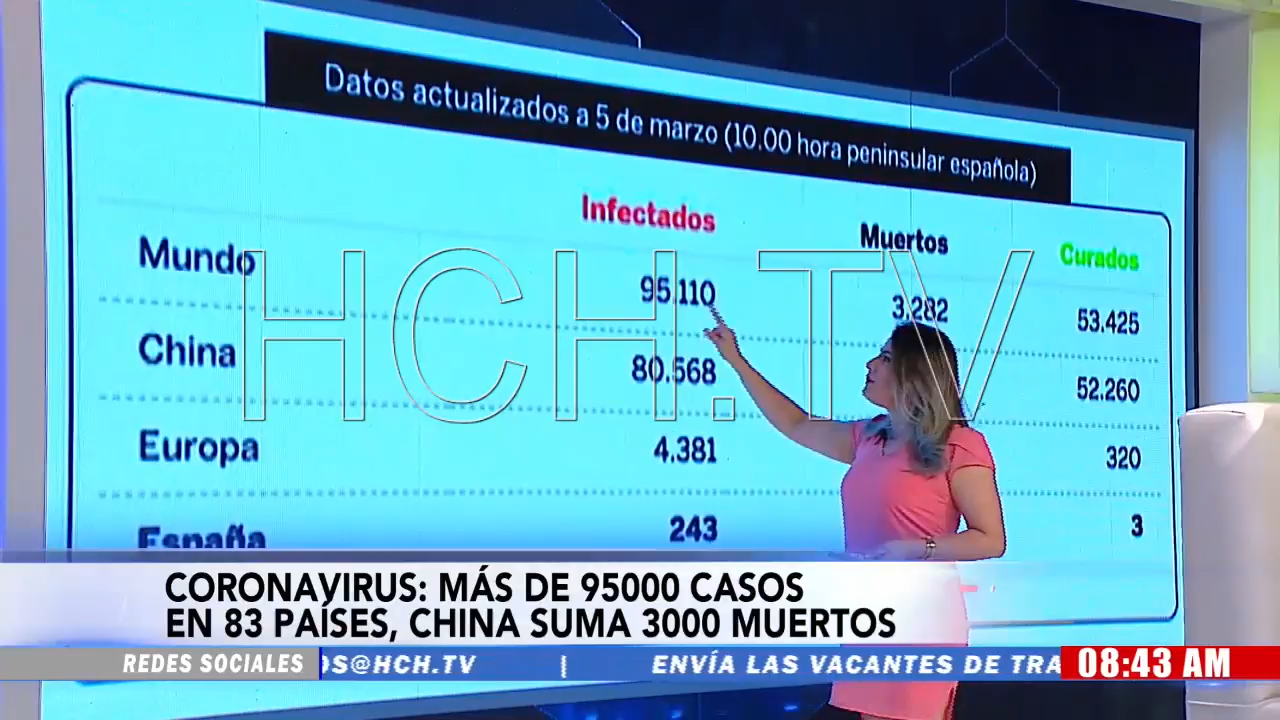 Datos actualizados a 5 de marzo (10.00 hora peninsular española)
Infectados Muertos Curados
Mundo 95.110 3.282 53.425
China 80.568 52.260
Europa 4.381 320
España 243 3
HCH.TV
CORONAVIRUS: MÁS DE 95000 CASOS
EN 83 PAÍSES, CHINA SUMA 3000 MUERTOS
REDES SOCIALES OS@HCH.TV | ENVÍA LAS VACANTES DE TRA 08:43 AM